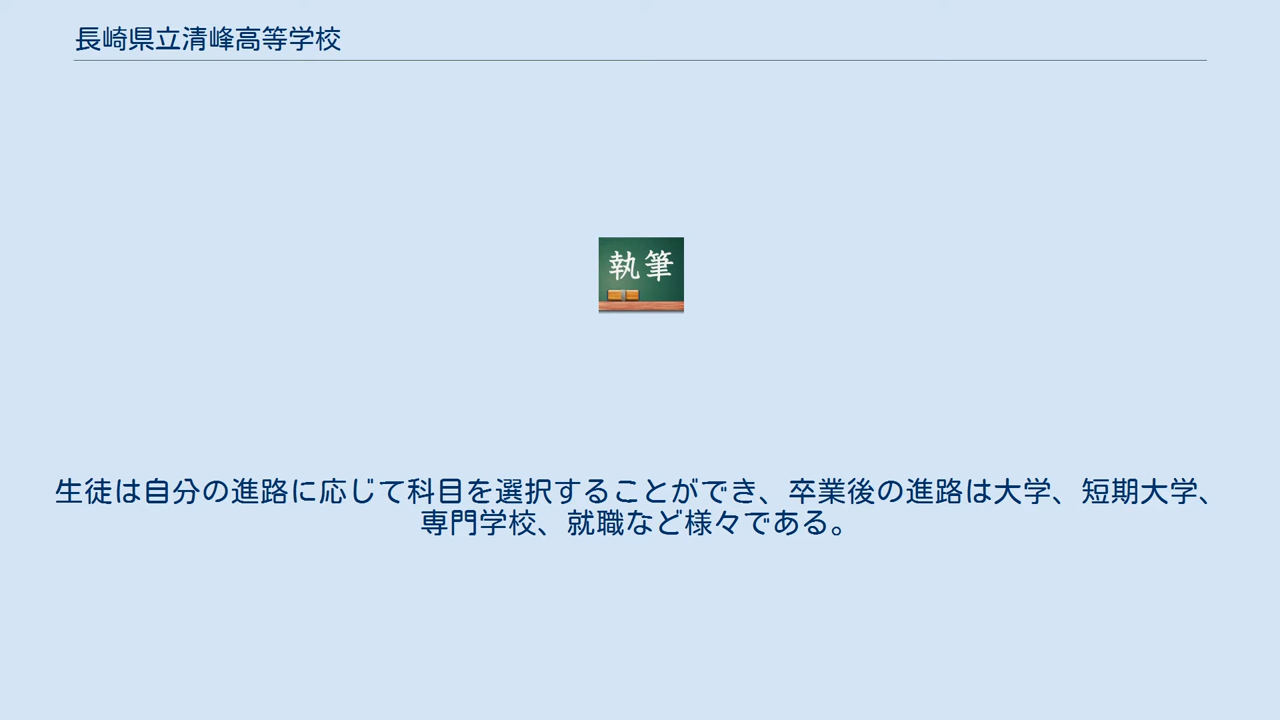 長崎県立清峰高等学校
執筆
生徒は自分の進路に応じて科目を選択することができ、卒業後の進路は大学、短期大学、
専門学校、就職など様々である。